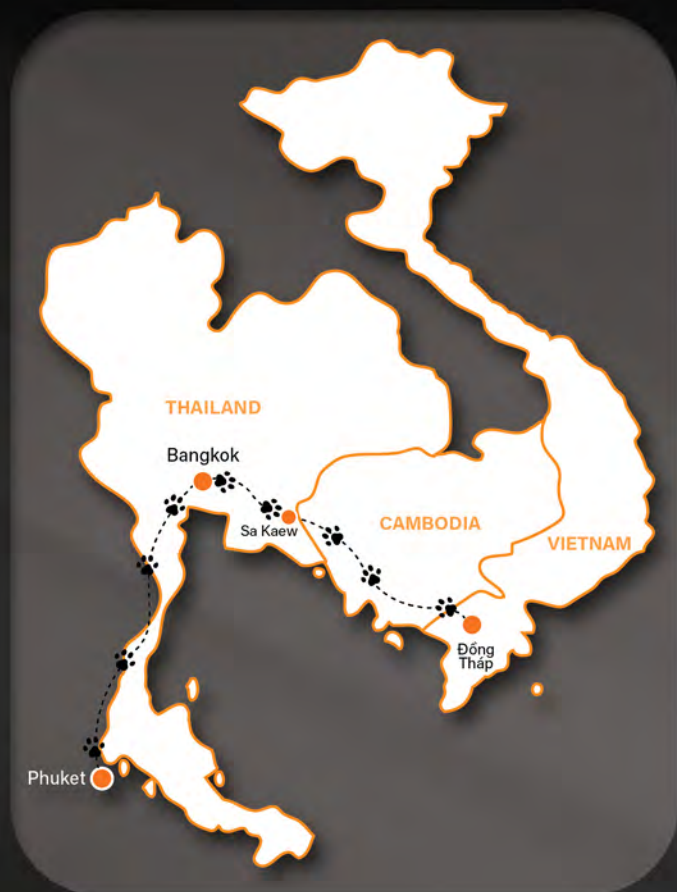 THAILAND
Bangkok
Sa Kaew
CAMBODIA
VIETNAM
Đồng
Tháp
Phuket